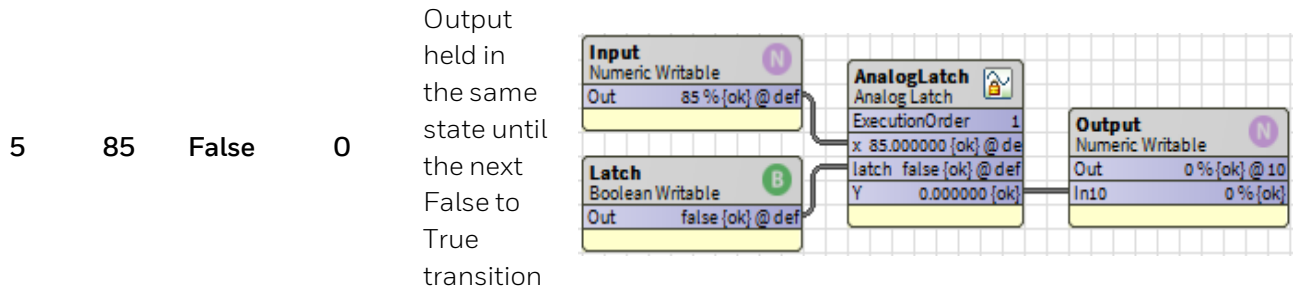 5 85 False 0
Output
held in
the same
state until
the next
False to
True
transition
Input
Numeric Writable
N
Out 85 % {ok} @ def
Latch
Boolean Writable
B
Out false {ok} @ def
AnalogLatch
Analog Latch
ExecutionOrder 1
x 85.000000 {ok} @ de
latch false {ok} @ def
Y 0.000000 {ok}
Output
Numeric Writable
N
Out 0 % {ok} @ 10
In10 0 % {ok}